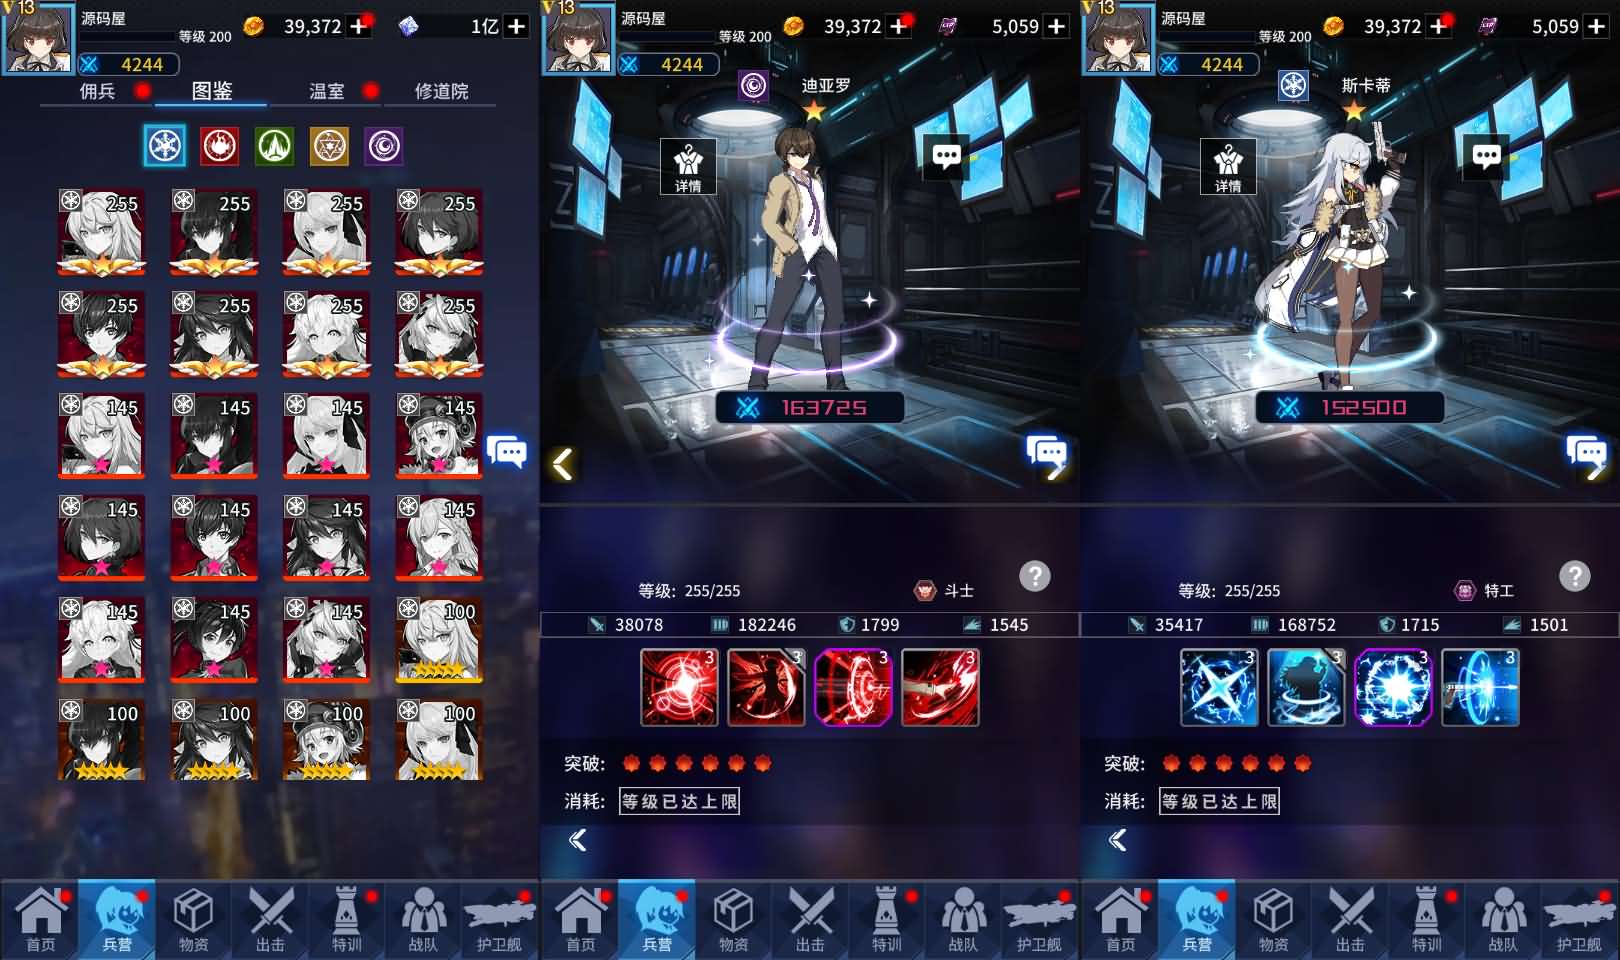 V13
源码屋
等级 200
39,372
1亿
4244
佣兵
图鉴
温室
修道院
255
255
255
255
255
255
255
255
145
145
145
145
145
145
145
145
145
145
145
100
100
100
100
100
首页
兵营
物资
出击
特训
战队
护卫舰
V13
源码屋
等级 200
39,372
5,059
4244
迪亚罗
详情
163725
等级: 255/255
斗士
?
38078
182246
1799
1545
3
3
3
3
突破:
消耗:
等级已达上限
首页
兵营
物资
出击
特训
战队
护卫舰
V13
源码屋
等级 200
39,372
5,059
4244
斯卡蒂
详情
152500
等级: 255/255
特工
?
35417
168752
1715
1501
3
3
3
3
突破:
消耗:
等级已达上限
首页
兵营
物资
出击
特训
战队
护卫舰